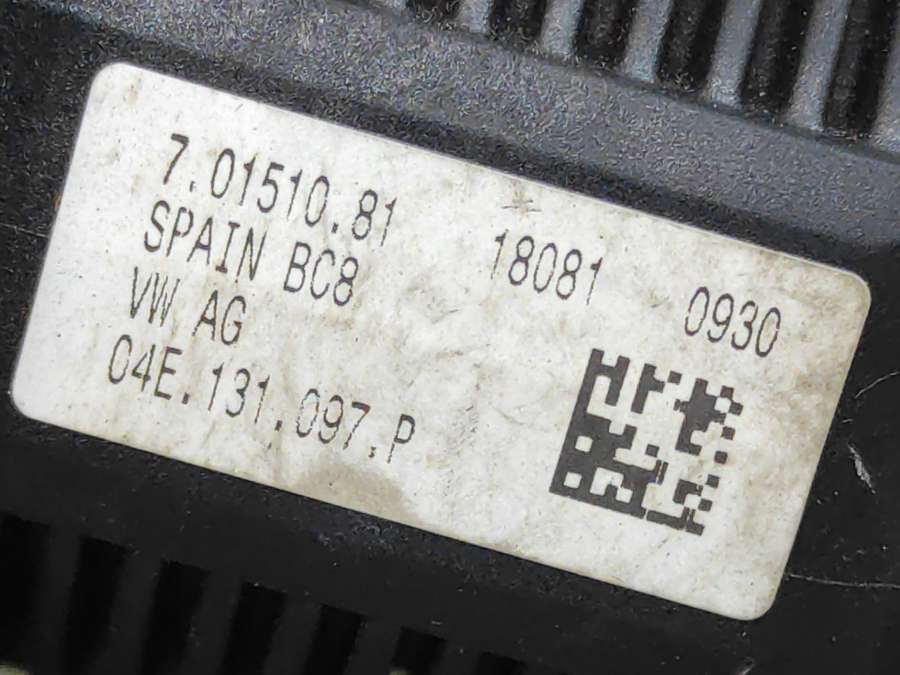 7.01510.81 18081 0930
SPAIN BC8
VW AG
04E.131.097.P